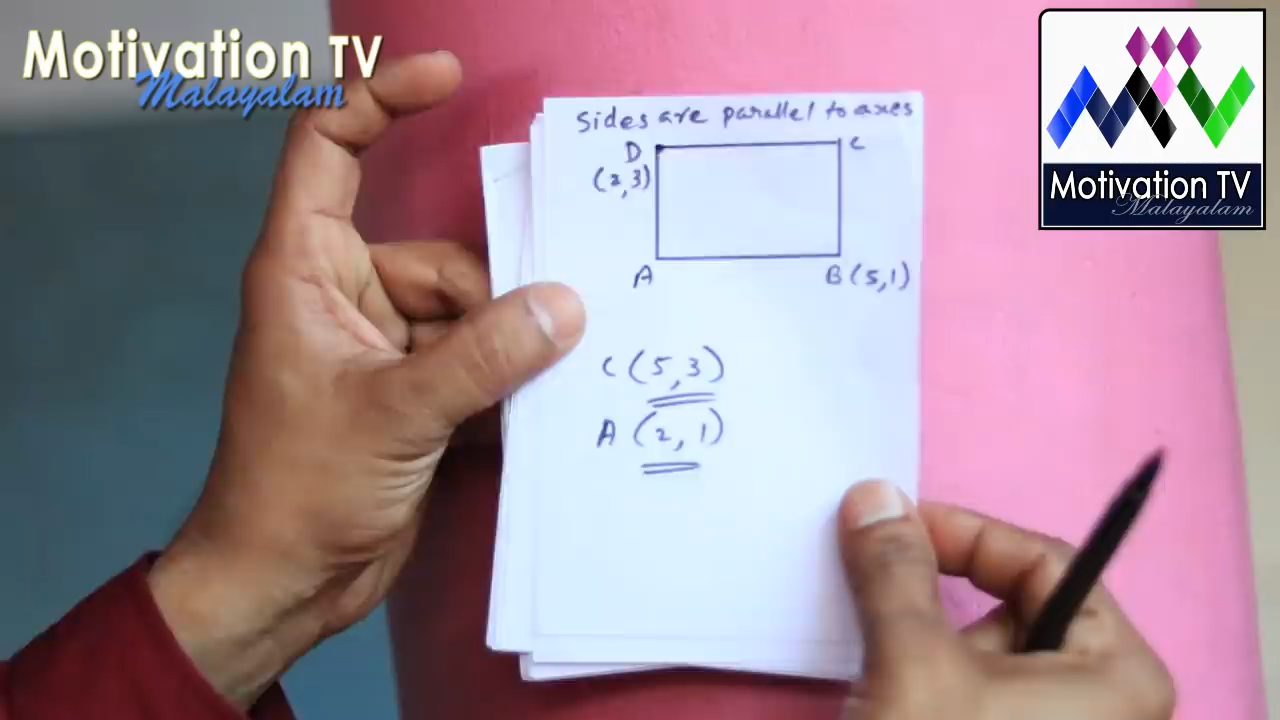 Motivation TV
Malayalam
Motivation TV
Malayalam
Sides are parallel to axes
D
C
(2,3)
A
B (5,1)
C (5,3)
A (2,1)